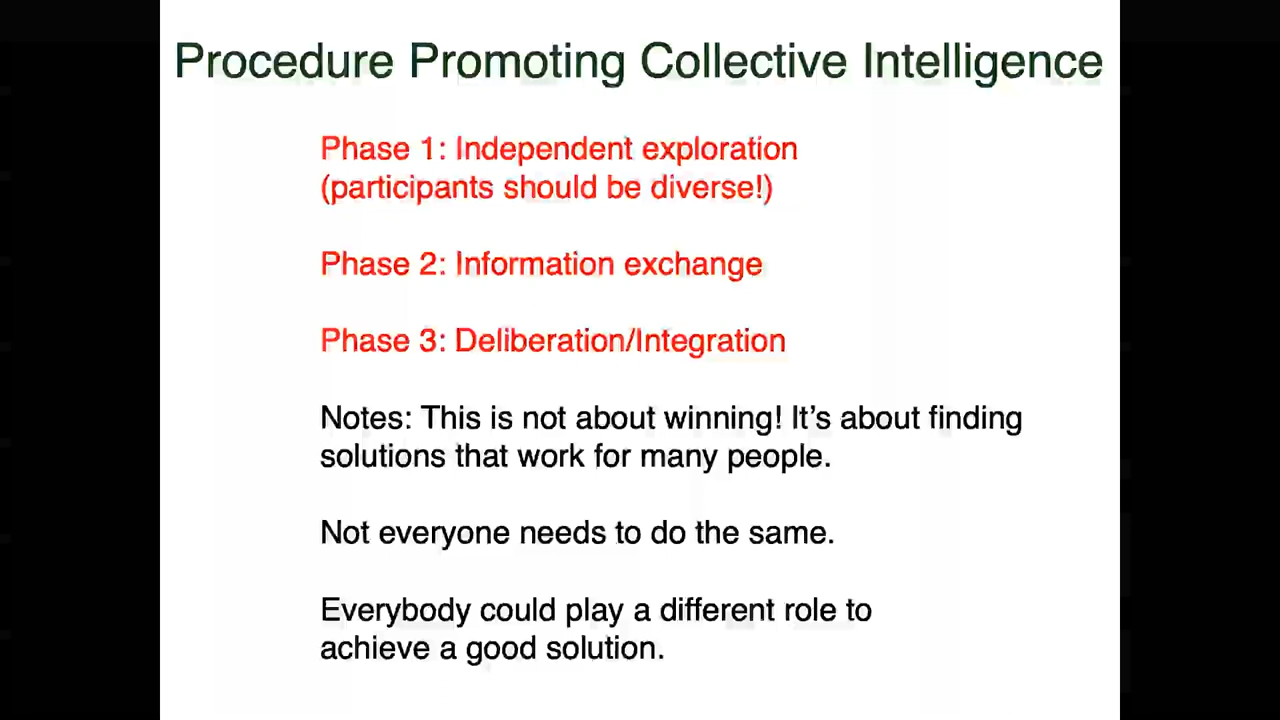 Procedure Promoting Collective Intelligence
Phase 1: Independent exploration
(participants should be diverse!)
Phase 2: Information exchange
Phase 3: Deliberation/Integration
Notes: This is not about winning! It’s about finding
solutions that work for many people.
Not everyone needs to do the same.
Everybody could play a different role to
achieve a good solution.